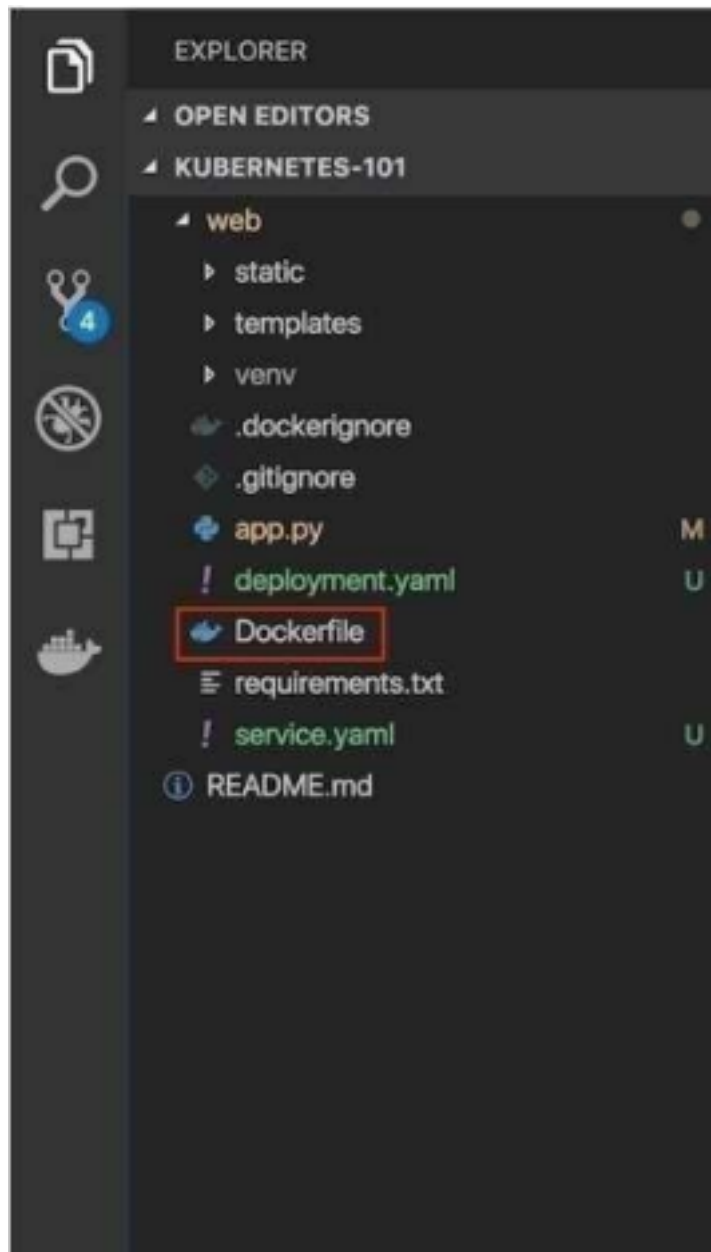 EXPLORER
OPEN EDITORS
KUBERNETES-101
web
static
4
templates
venv
.dockerignore
.gitignore
app.py M
deployment.yaml U
Dockerfile
requirements.txt
service.yaml U
README.md